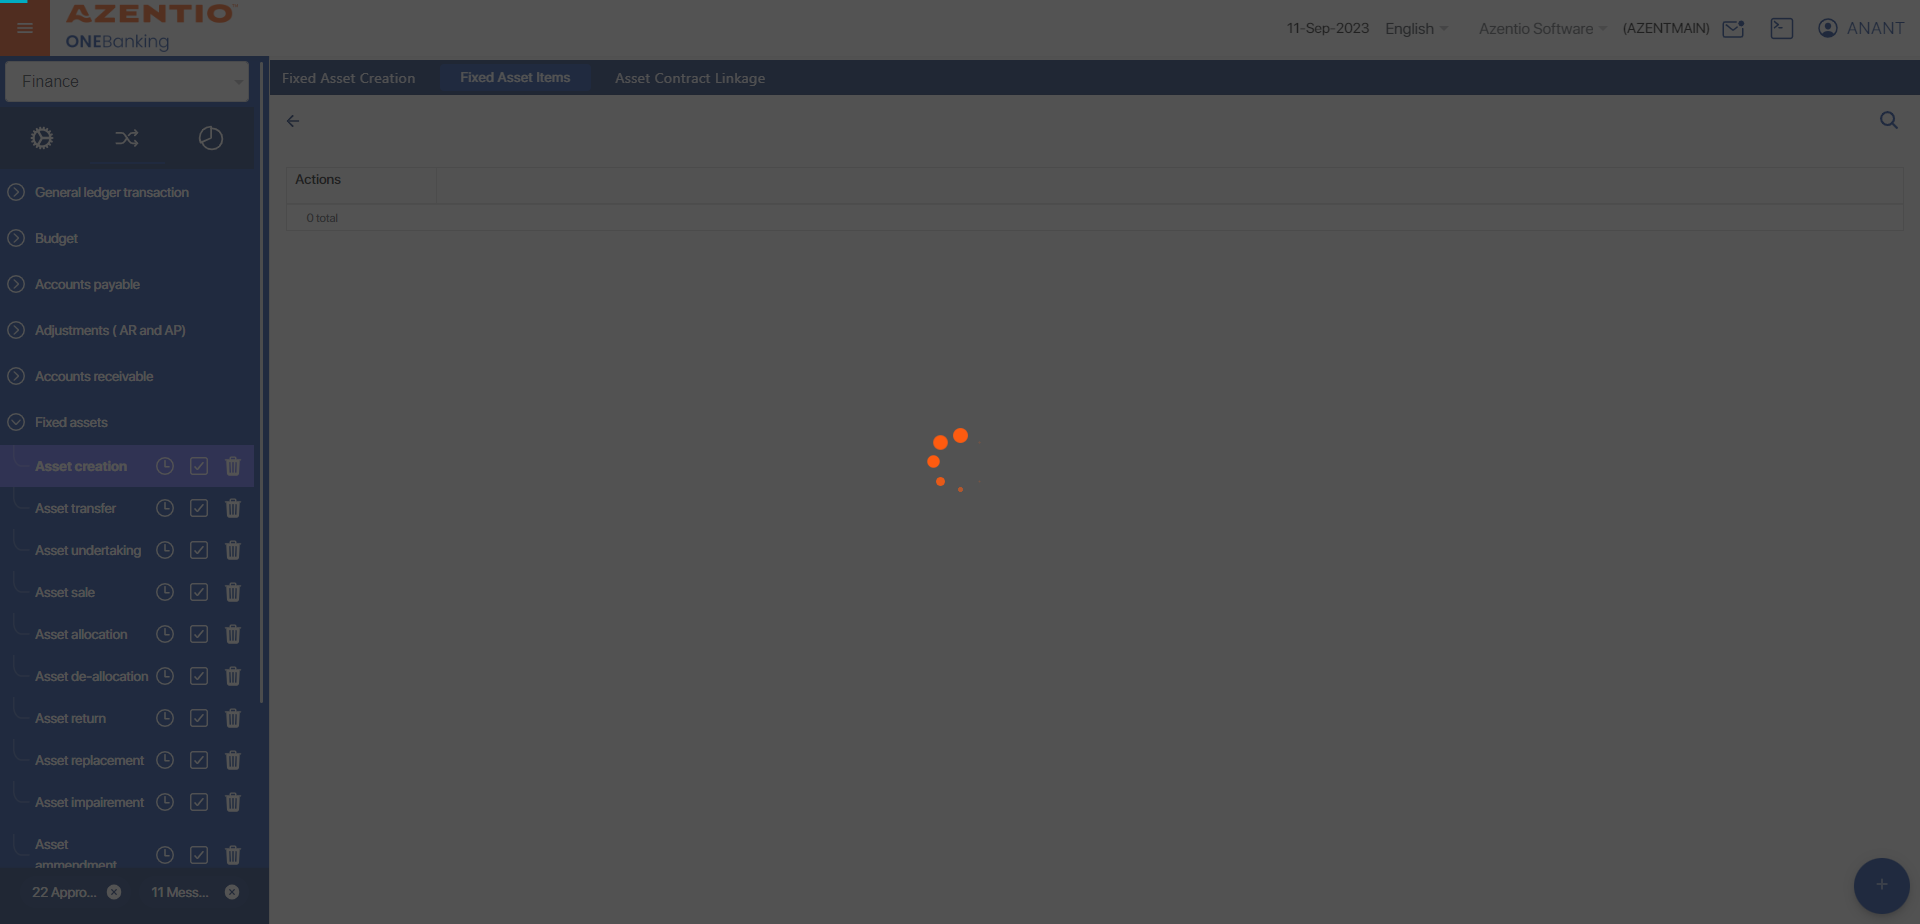 AZENTIO™
ONEBanking
11-Sep-2023 English Azentio Software (AZENTMAIN) ANANT
Finance
Fixed Asset Creation Fixed Asset Items Asset Contract Linkage
Actions
0 total
General ledger transaction
Budget
Accounts payable
Adjustments ( AR and AP)
Accounts receivable
Fixed assets
Asset creation
Asset transfer
Asset undertaking
Asset sale
Asset allocation
Asset de-allocation
Asset return
Asset replacement
Asset impairement
Asset
ammendment
22 Appro... 11 Mess...